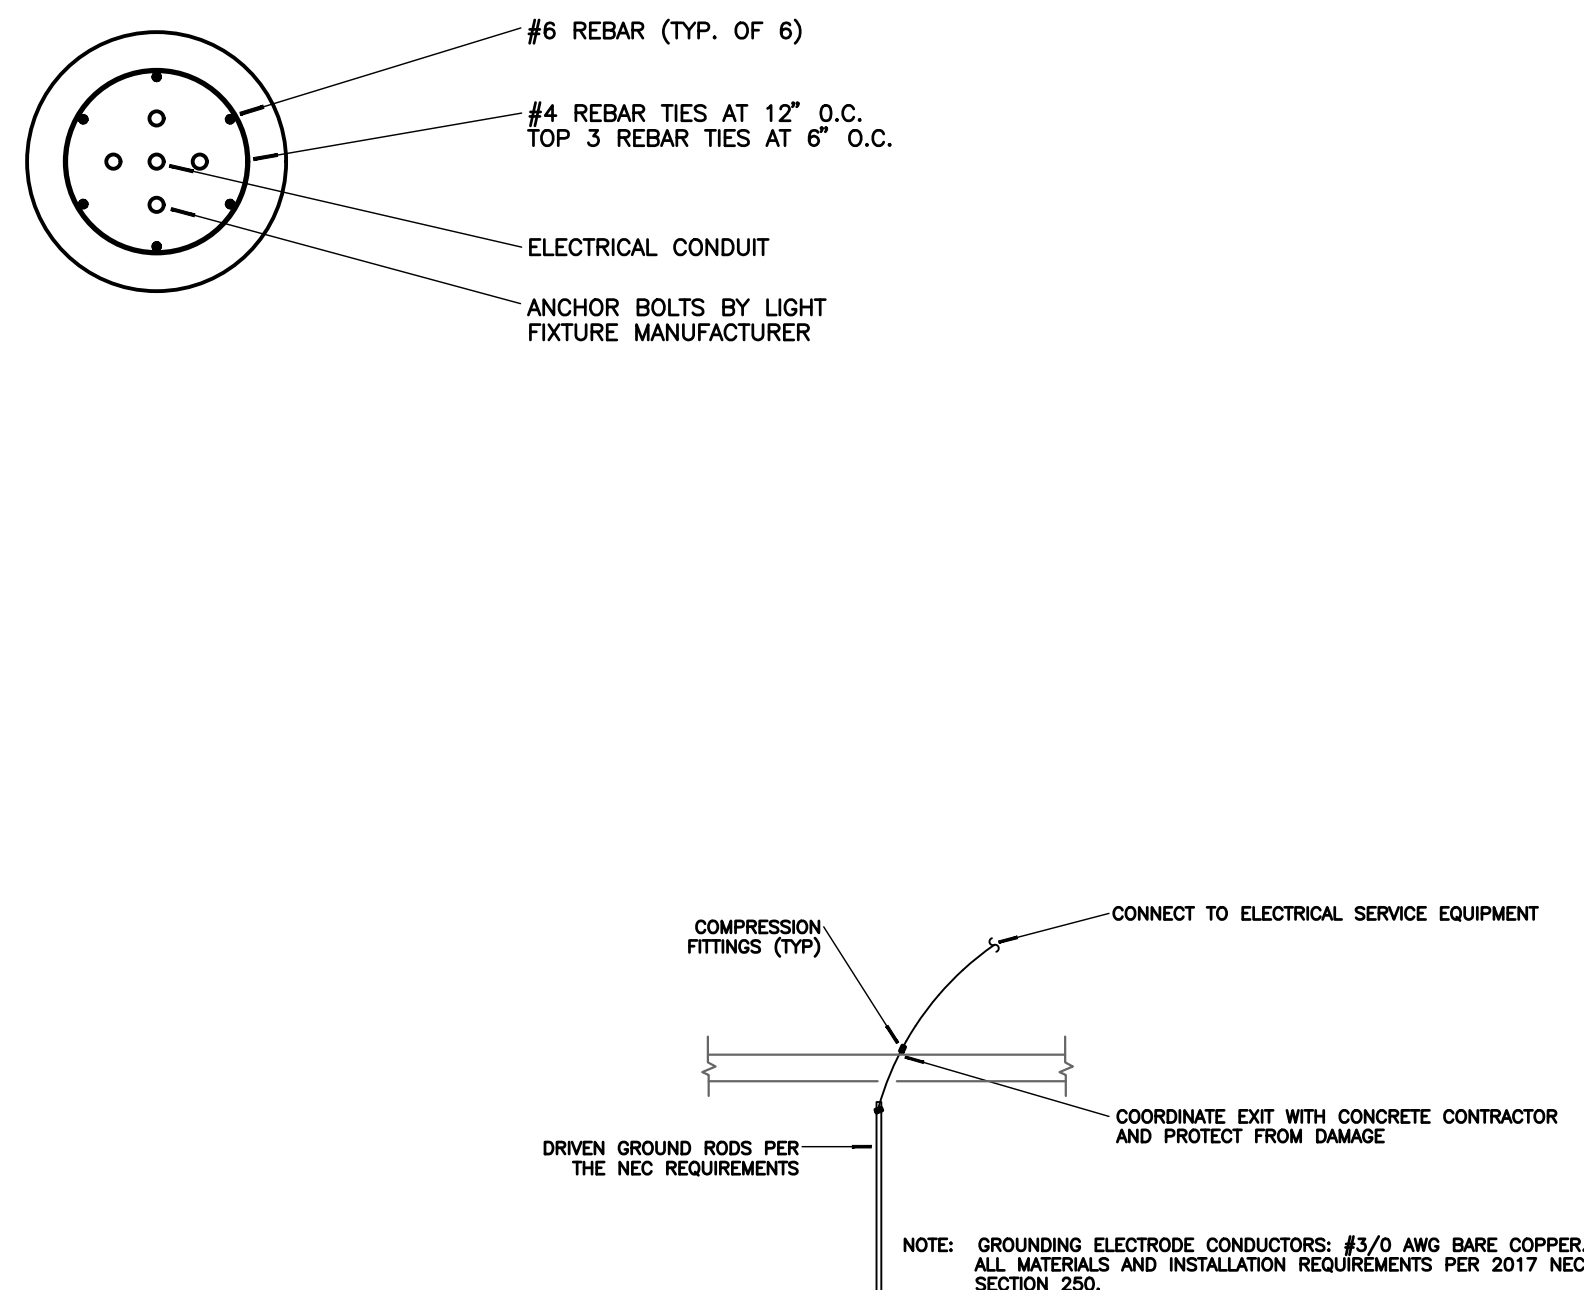 #6 REBAR (TYP. OF 6)
#4 REBAR TIES AT 12" O.C.
TOP 3 REBAR TIES AT 6" O.C.
ELECTRICAL CONDUIT
ANCHOR BOLTS BY LIGHT
FIXTURE MANUFACTURER
CONNECT TO ELECTRICAL SERVICE EQUIPMENT
COMPRESSION
FITTINGS (TYP)
COORDINATE EXIT WITH CONCRETE CONTRACTOR
AND PROTECT FROM DAMAGE
DRIVEN GROUND RODS PER
THE NEC REQUIREMENTS
NOTE: GROUNDING ELECTRODE CONDUCTORS: #3/0 AWG BARE COPPER.
ALL MATERIALS AND INSTALLATION REQUIREMENTS PER 2017 NEC
SECTION 250.